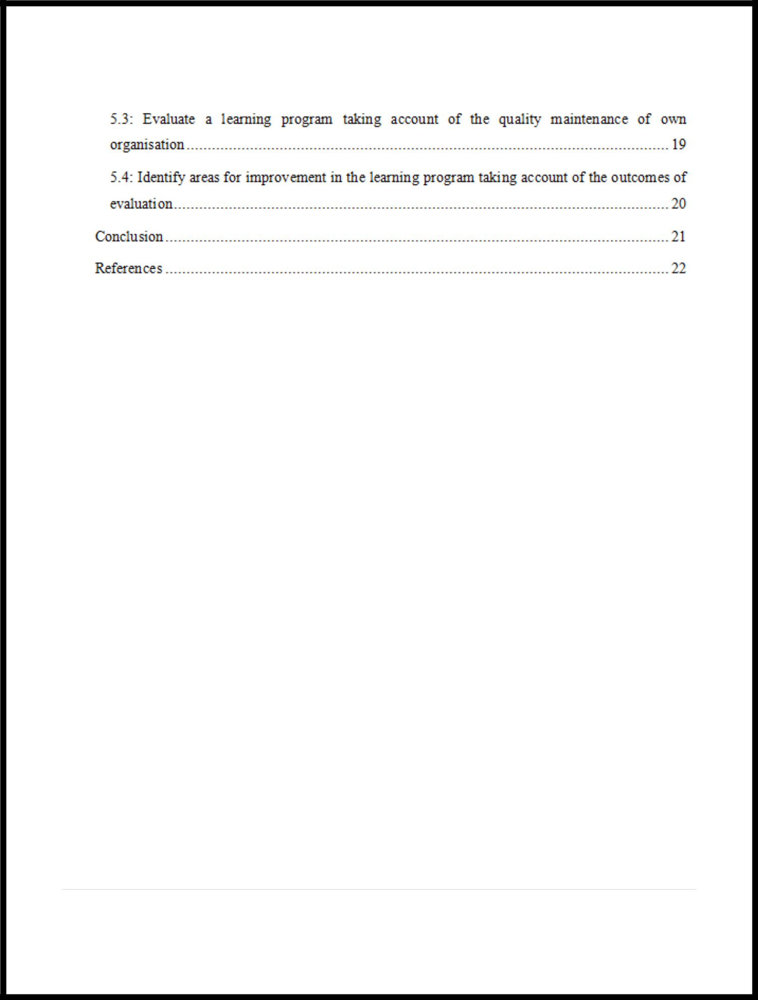 5.3: Evaluate a learning program taking account of the quality maintenance of own
organisation........................................................................................................................ 19
5.4: Identify areas for improvement in the learning program taking account of the outcomes of
evaluation........................................................................................................................... 20
Conclusion............................................................................................................................. 21
References ............................................................................................................................. 22